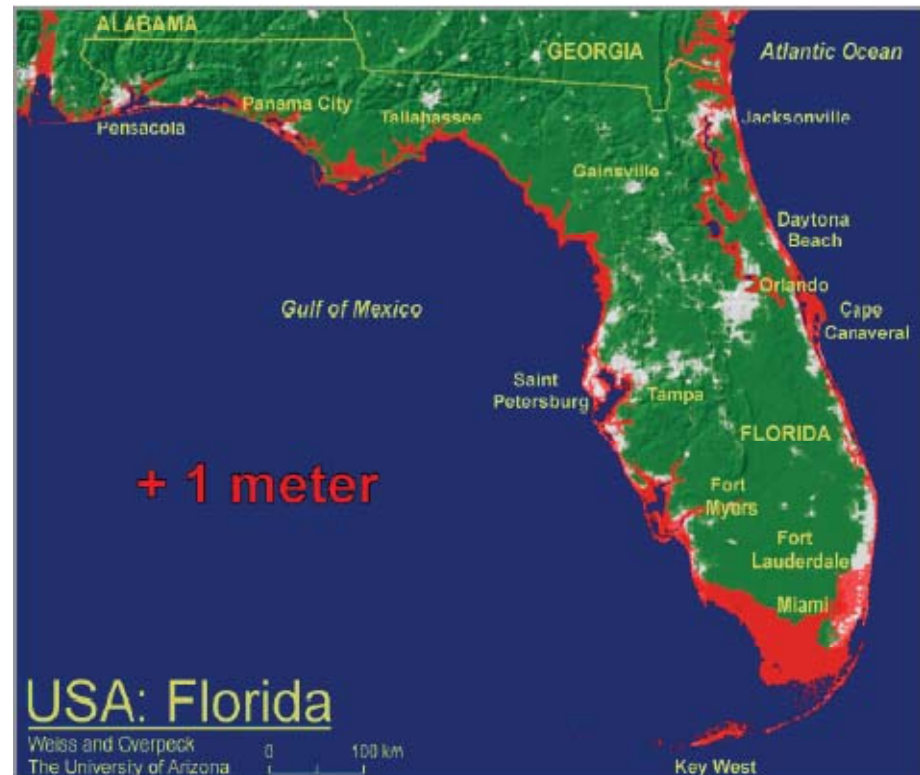 ALABAMA
GEORGIA
Atlantic Ocean
Panama City
Pensacola
Tallahassee
Jacksonville
Gainsville
Daytona
Beach
Orlando
Gulf of Mexico
Cape
Canaveral
Saint
Petersburg
Tampa
FLORIDA
+ 1 meter
Fort
Myers
Fort
Lauderdale
Miami
USA: Florida
Weiss and Overpeck
The University of Arizona
0 100 km
Key West